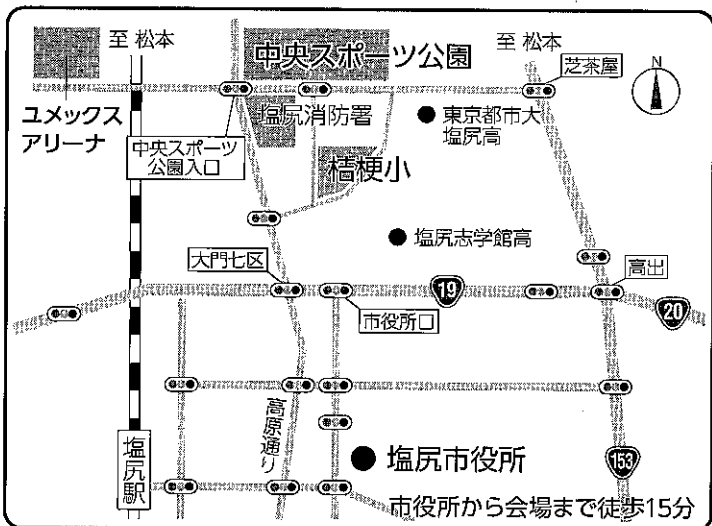 至 松本
中央スポーツ公園
至 松本
芝茶屋
N
ユメックス
アリーナ
塩尻消防署
東京都市大
塩尻高
中央スポーツ
公園入口
桔梗小
塩尻志学館高
大門七区
高出
19
20
市役所口
高原通り
塩尻駅
塩尻市役所
153
市役所から会場まで徒歩15分